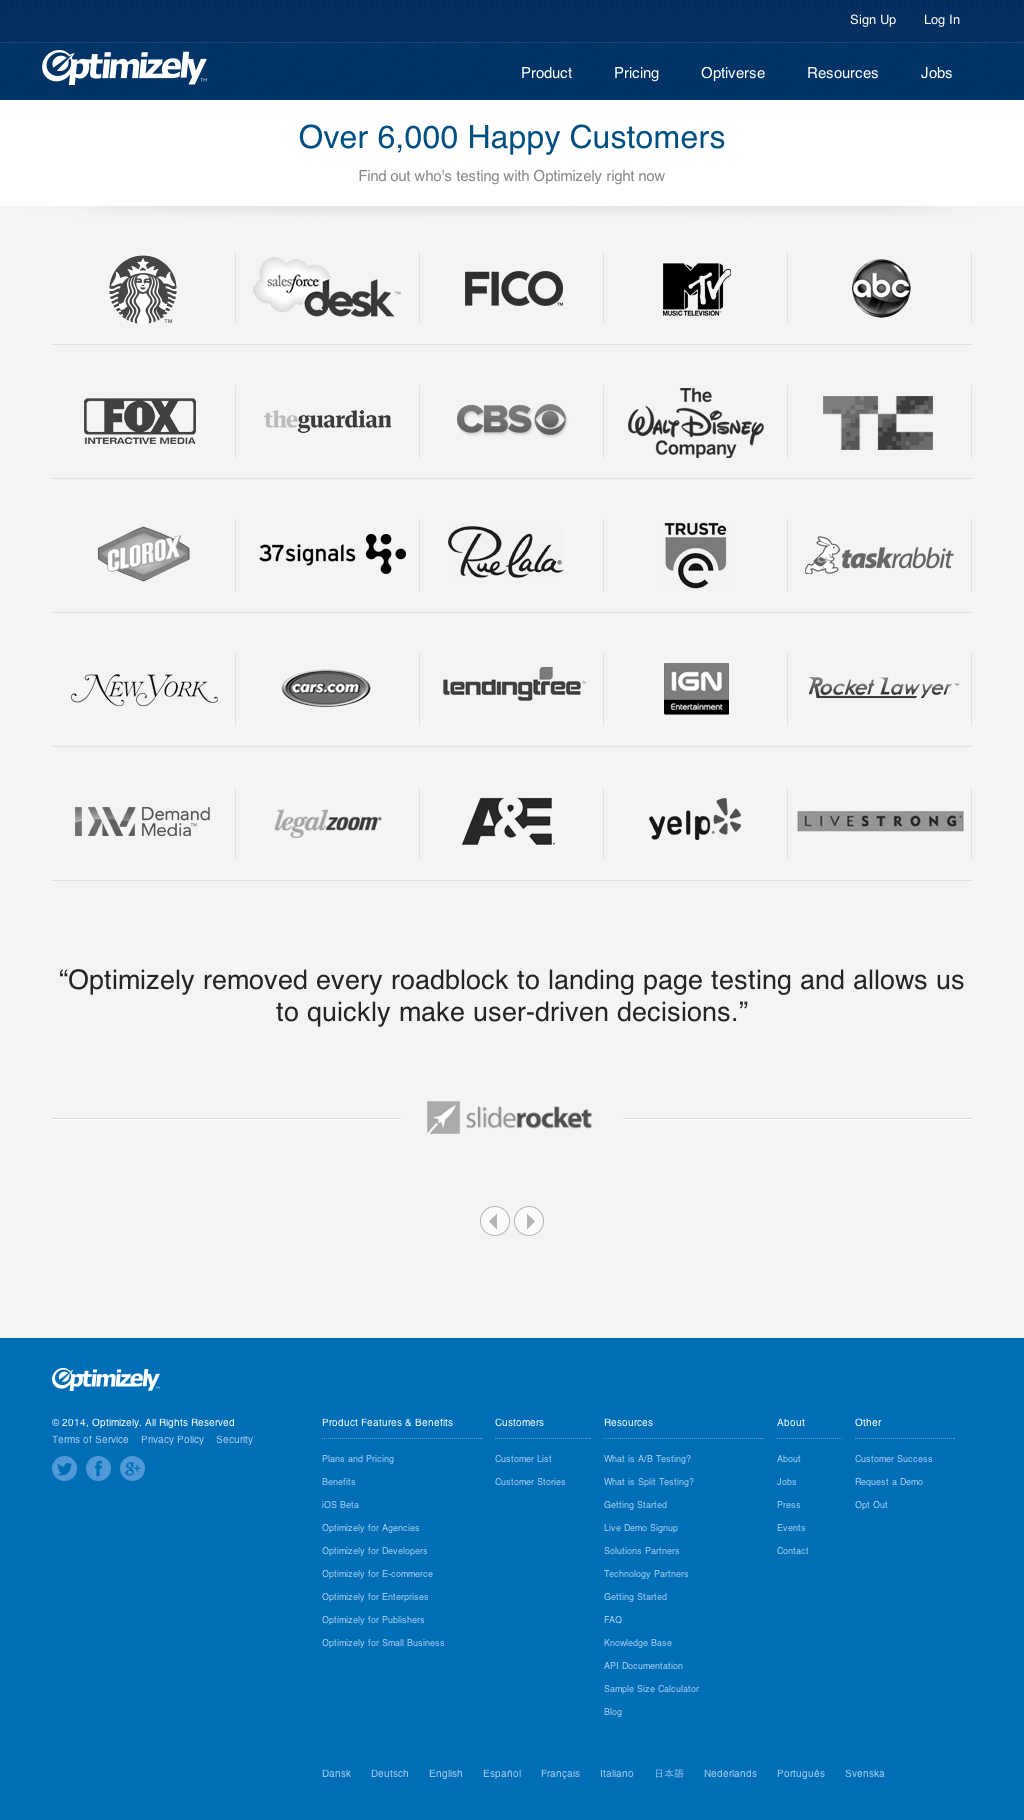 Sign Up Log In
Optimizely™
Product Pricing Optiverse Resources Jobs
Over 6,000 Happy Customers
Find out who's testing with Optimizely right now
TM
salesforce desk™
FICO™
MTV MUSIC TELEVISION
abc
FOX INTERACTIVE MEDIA
theguardian
CBS
The WALT DISNEY Company
TC
CLOROX
37signals
Rue la la
TRUSTe e
taskrabbit
NEW YORK
cars.com
lendingtree
IGN Entertainment
ROCKET LAWYER™
Demand Media™
legalzoom
A&E
yelp
LIVESTRONG
“Optimizely removed every roadblock to landing page testing and allows us
to quickly make user-driven decisions.”
sliderocket
Optimizely
© 2014, Optimizely. All Rights Reserved
Terms of Service Privacy Policy Security
f g+
Product Features & Benefits
Plans and Pricing
Benefits
iOS Beta
Optimizely for Agencies
Optimizely for Developers
Optimizely for E-commerce
Optimizely for Enterprises
Optimizely for Publishers
Optimizely for Small Business
Customers
Customer List
Customer Stories
Resources
What is A/B Testing?
What is Split Testing?
Getting Started
Live Demo Signup
Solutions Partners
Technology Partners
Getting Started
FAQ
Knowledge Base
API Documentation
Sample Size Calculator
Blog
About
About
Jobs
Press
Events
Contact
Other
Customer Success
Request a Demo
Opt Out
Dansk Deutsch English Español Français Italiano 日本語 Nederlands Português Svenska